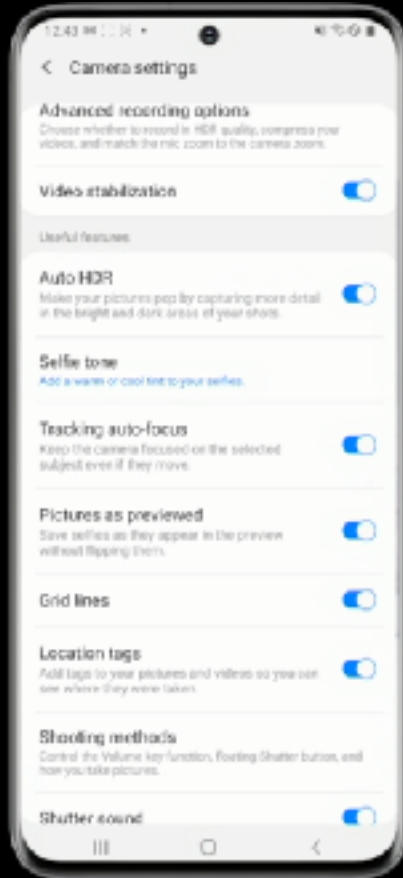 12:43
Camera settings
Advanced recording options
Choose whether to record in HDR quality, compress your
videos, and match the mic zoom to the camera zoom.
Video stabilization
Useful features
Auto HDR
Make your pictures pop by capturing more detail
in the bright and dark areas of your shots.
Selfie tone
Add a warm or cool tint to your selfies.
Tracking auto-focus
Keep the camera focused on the selected
subject even if they move.
Pictures as previewed
Save selfies as they appear in the preview
without flipping them.
Grid lines
Location tags
Add tags to your pictures and videos so you can
see where they were taken.
Shooting methods
Control the Volume key function, floating Shutter button, and
how you take pictures.
Shutter sound